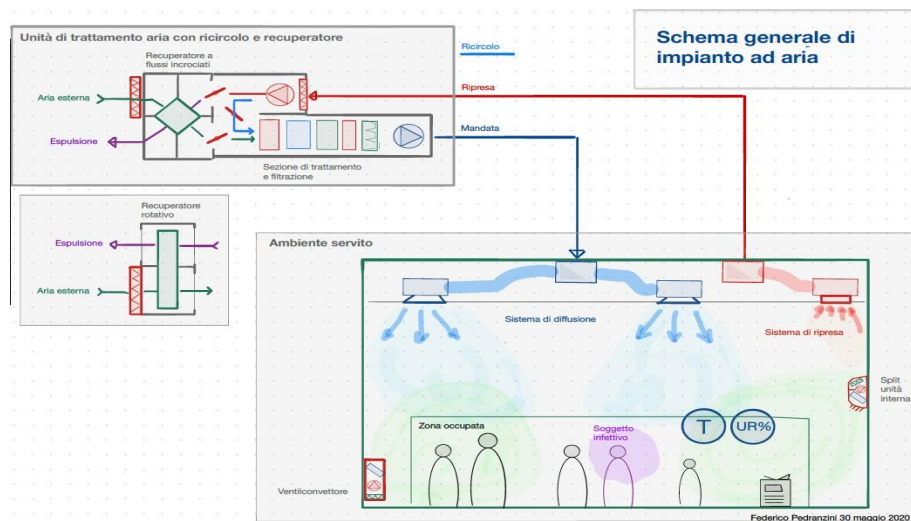 Schema generale di
impianto ad aria
Unità di trattamento aria con ricircolo e recuperatore
Recuperatore a
flussi incrociati
Aria esterna
Espulsione
Sezione di trattamento
e filtrazione
Ricircolo
Ripresa
Mandata
Recuperatore
rotativo
Espulsione
Aria esterna
Ambiente servito
Sistema di diffusione
Sistema di ripresa
Split
unità
interna
Zona occupata
Soggetto
infettivo
T
UR%
Ventilconvettore
Federico Pedranzini 30 maggio 2020